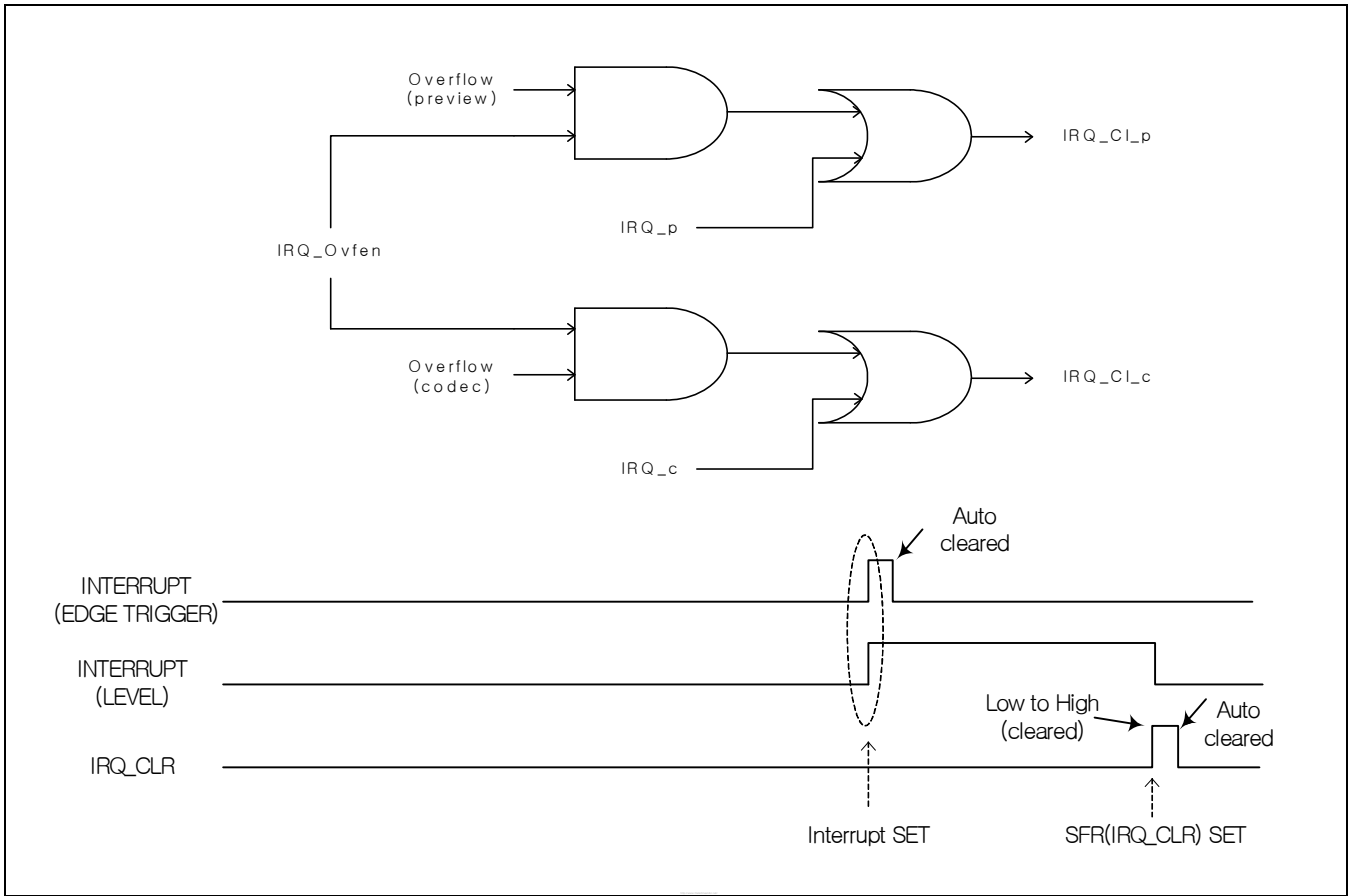 Overflow
(preview)
IRQ_CI_p
IRQ_p
IRQ_Ovfen
Overflow
(codec)
IRQ_CI_c
IRQ_c
Auto
cleared
INTERRUPT
(EDGE TRIGGER)
INTERRUPT
(LEVEL)
Low to High
(cleared)
Auto
cleared
IRQ_CLR
Interrupt SET
SFR(IRQ_CLR) SET